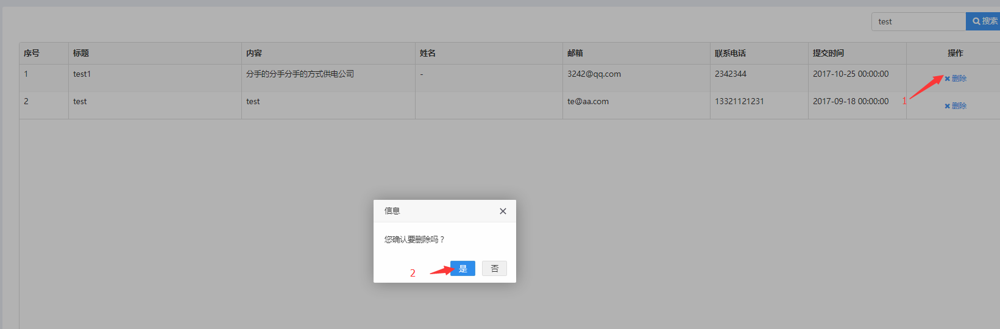 test 搜索
序号 标题 内容 姓名 邮箱 联系电话 提交时间 操作
1 test1 分手的分手分手的方式供电公司 - 3242@qq.com 2342344 2017-10-25 00:00:00 删除
2 test test te@aa.com 13321121231 2017-09-18 00:00:00 1 删除
信息
您确认要删除吗？
2 是 否